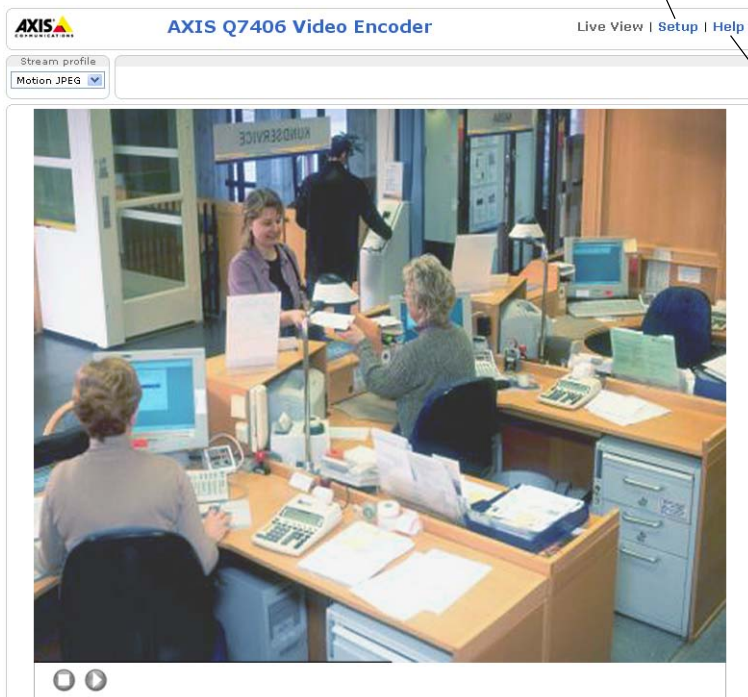 AXIS
COMMUNICATIONS
AXIS Q7406 Video Encoder
Live View | Setup | Help
Stream profile
Motion JPEG
KUNDSERVICE